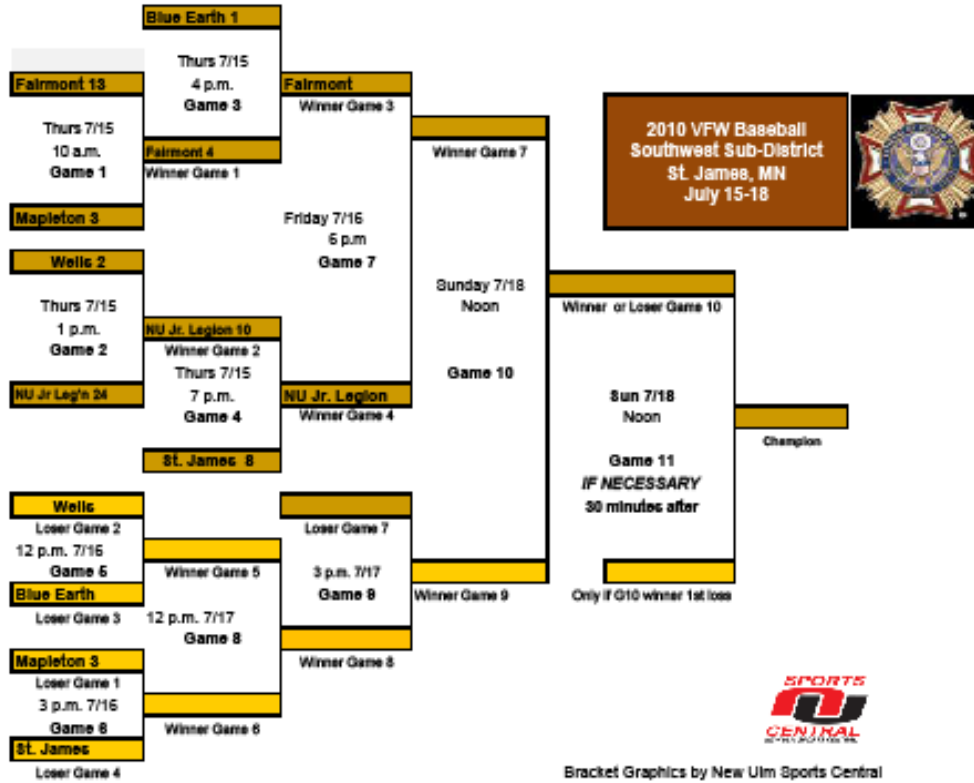 Blue Earth 1
Thurs 7/15
4 p.m.
Game 3
Fairmont 13
Thurs 7/15
10 a.m.
Game 1
Fairmont 4
Winner Game 1
Mapleton 3
Fairmont
Winner Game 3
Winner Game 7
2010 VFW Baseball
Southwest Sub-District
St. James, MN
July 15-18
Friday 7/16
6 p.m
Game 7
Wells 2
Thurs 7/15
1 p.m.
Game 2
NU Jr. Legion 10
Winner Game 2
Thurs 7/15
7 p.m.
Game 4
NU Jr Leg'n 24
St. James 8
NU Jr. Legion
Winner Game 4
Sunday 7/18
Noon
Game 10
Winner or Loser Game 10
Sun 7/18
Noon
Game 11
IF NECESSARY
30 minutes after
Champion
Wells
Loser Game 2
12 p.m. 7/16
Game 5
Blue Earth
Loser Game 3
Winner Game 5
12 p.m. 7/17
Game 8
Loser Game 7
3 p.m. 7/17
Game 9
Winner Game 9
Only if G10 winner 1st loss
Winner Game 8
Mapleton 3
Loser Game 1
3 p.m. 7/16
Game 6
St. James
Loser Game 4
Winner Game 6
SPORTS
NU
CENTRAL
Bracket Graphics by New Ulm Sports Central